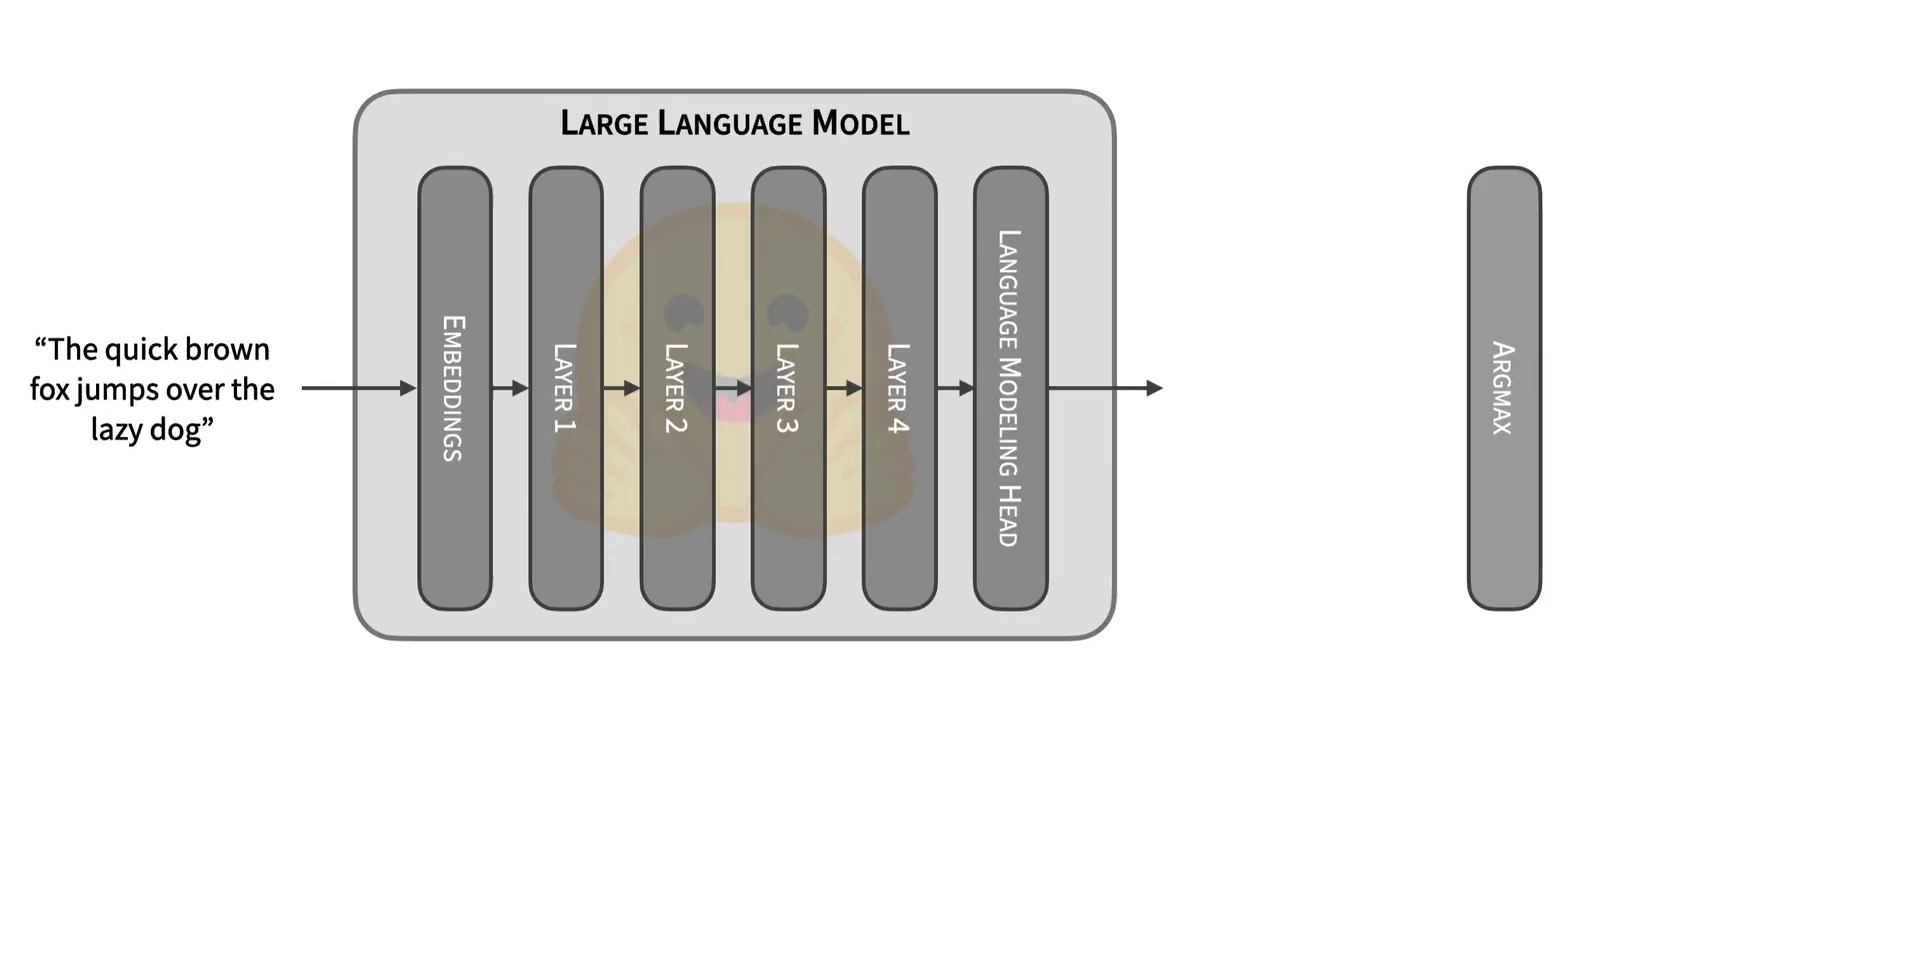 LARGE LANGUAGE MODEL
“The quick brown
fox jumps over the
lazy dog”
EMBEDDINGS
LAYER 1
LAYER 2
LAYER 3
LAYER 4
LANGUAGE MODELING HEAD
ARGMAX